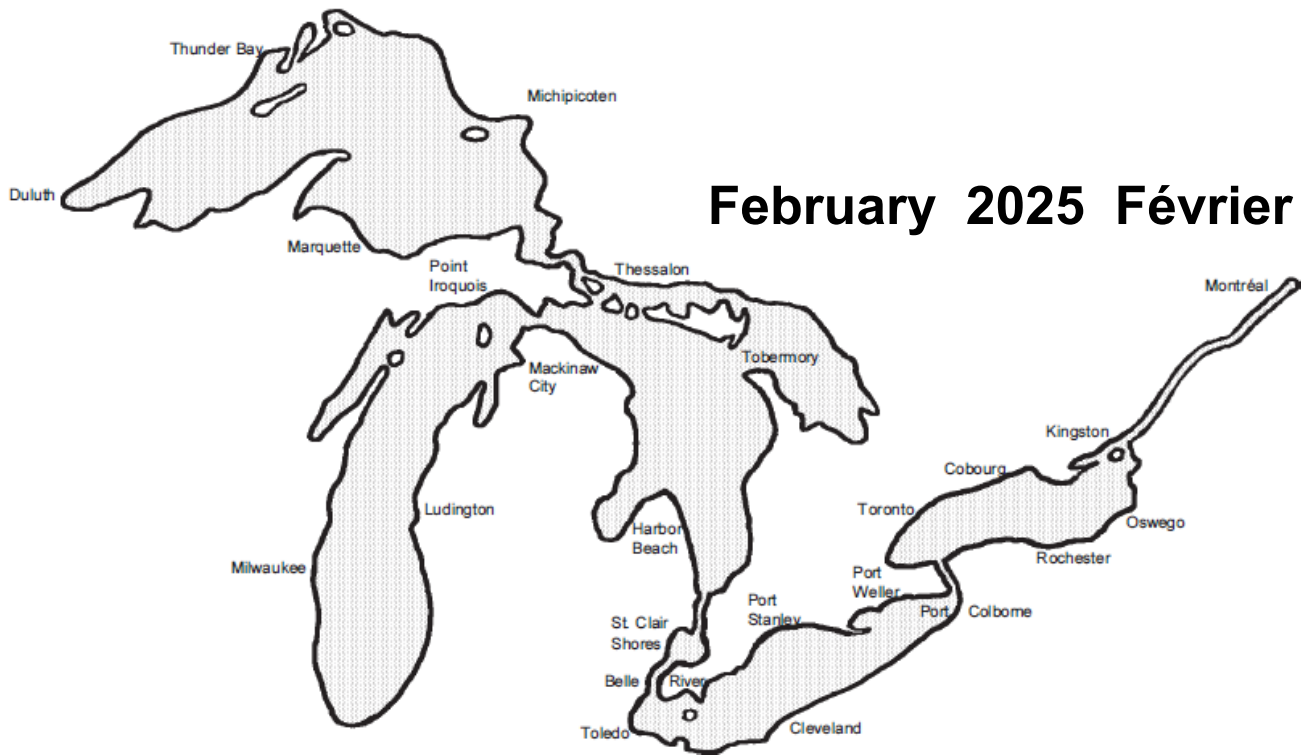 Thunder Bay
Michipicoten
Duluth
February 2025 Février
Marquette
Point
Iroquois
Thessalon
Montréal
Tobermory
Mackinaw
City
Kingston
Cobourg
Ludington
Toronto
Oswego
Harbor
Beach
Rochester
Milwaukee
Port
Weller
Port
Stanley
Port Colborne
St. Clair
Shores
Belle River
Cleveland
Toledo